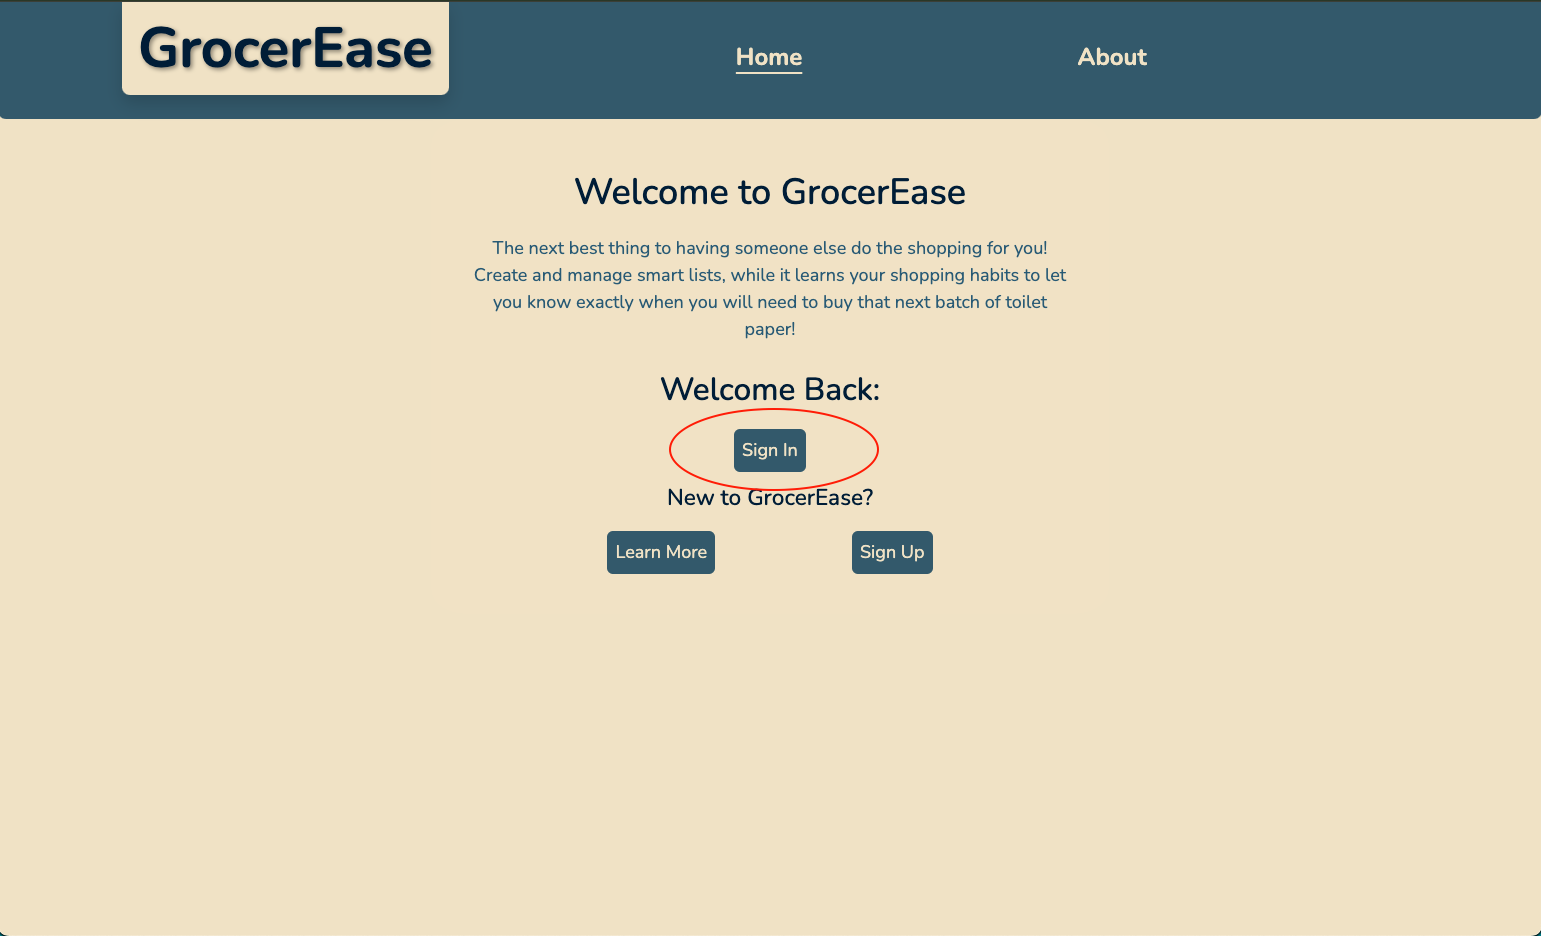 GrocerEase
Home
About
Welcome to GrocerEase
The next best thing to having someone else do the shopping for you!
Create and manage smart lists, while it learns your shopping habits to let
you know exactly when you will need to buy that next batch of toilet
paper!
Welcome Back:
Sign In
New to GrocerEase?
Learn More
Sign Up